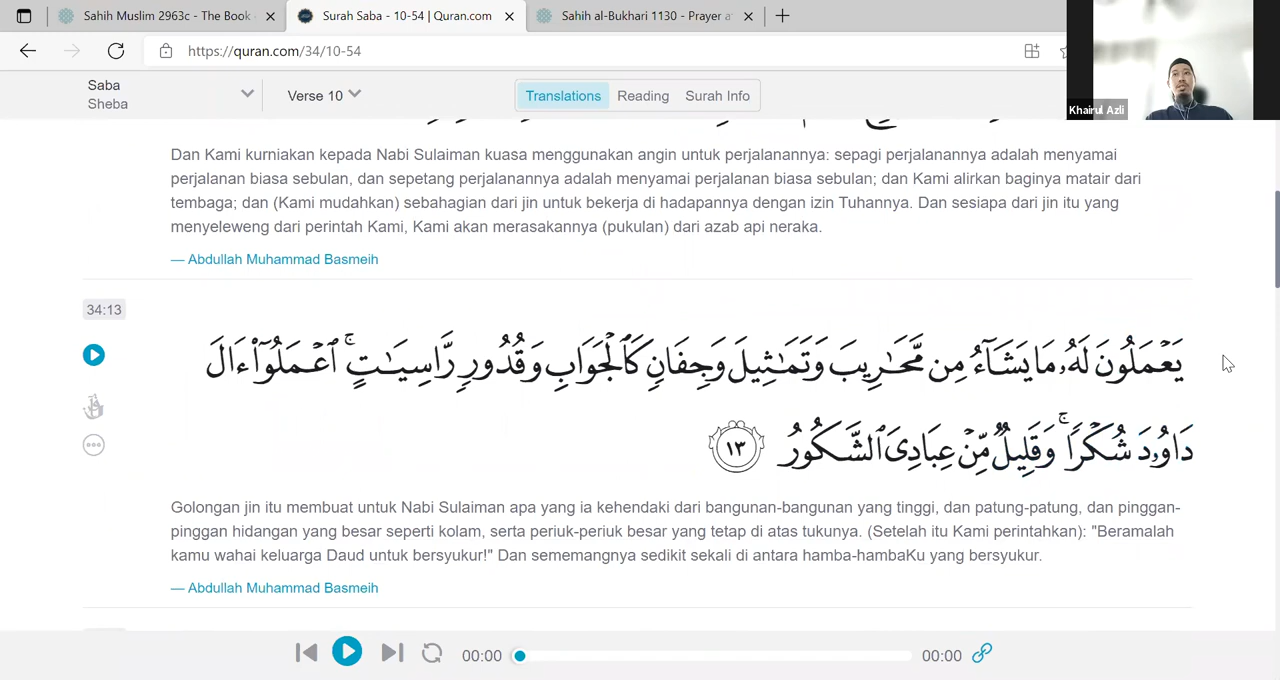 Sahih Muslim 2963c - The Book
Surah Saba - 10-54 | Quran.com
Sahih al-Bukhari 1130 - Prayer a
https://quran.com/34/10-54
Khairul Azli
Saba
Sheba
Verse 10
Translations
Reading
Surah Info
Dan Kami kurniakan kepada Nabi Sulaiman kuasa menggunakan angin untuk perjalanannya: sepagi perjalanannya adalah menyamai
perjalanan biasa sebulan, dan sepetang perjalanannya adalah menyamai perjalanan biasa sebulan; dan Kami alirkan baginya matair dari
tembaga; dan (Kami mudahkan) sebahagian dari jin untuk bekerja di hadapannya dengan izin Tuhannya. Dan sesiapa dari jin itu yang
menyeleweng dari perintah Kami, Kami akan merasakannya (pukulan) dari azab api neraka.
— Abdullah Muhammad Basmeih
34:13
يَعْمَلُونَ لَهُۥ مَا يَشَآءُ مِن مَّحَـٰرِيبَ وَتَمَـٰثِيلَ وَجِفَانٍ كَٱلْجَوَابِ وَقُدُورٍ رَّاسِيَـٰتٍ ۚ ٱعْمَلُوٓا۟ ءَالَ
دَاوُۥدَ شُكْرًا ۚ وَقَلِيلٌ مِّنْ عِبَادِىَ ٱلشَّكُورُ ١٣
Golongan jin itu membuat untuk Nabi Sulaiman apa yang ia kehendaki dari bangunan-bangunan yang tinggi, dan patung-patung, dan pinggan-
pinggan hidangan yang besar seperti kolam, serta periuk-periuk besar yang tetap di atas tukunya. (Setelah itu Kami perintahkan): "Beramalah
kamu wahai keluarga Daud untuk bersyukur!" Dan sememangnya sedikit sekali di antara hamba-hambaKu yang bersyukur.
— Abdullah Muhammad Basmeih
00:00
00:00